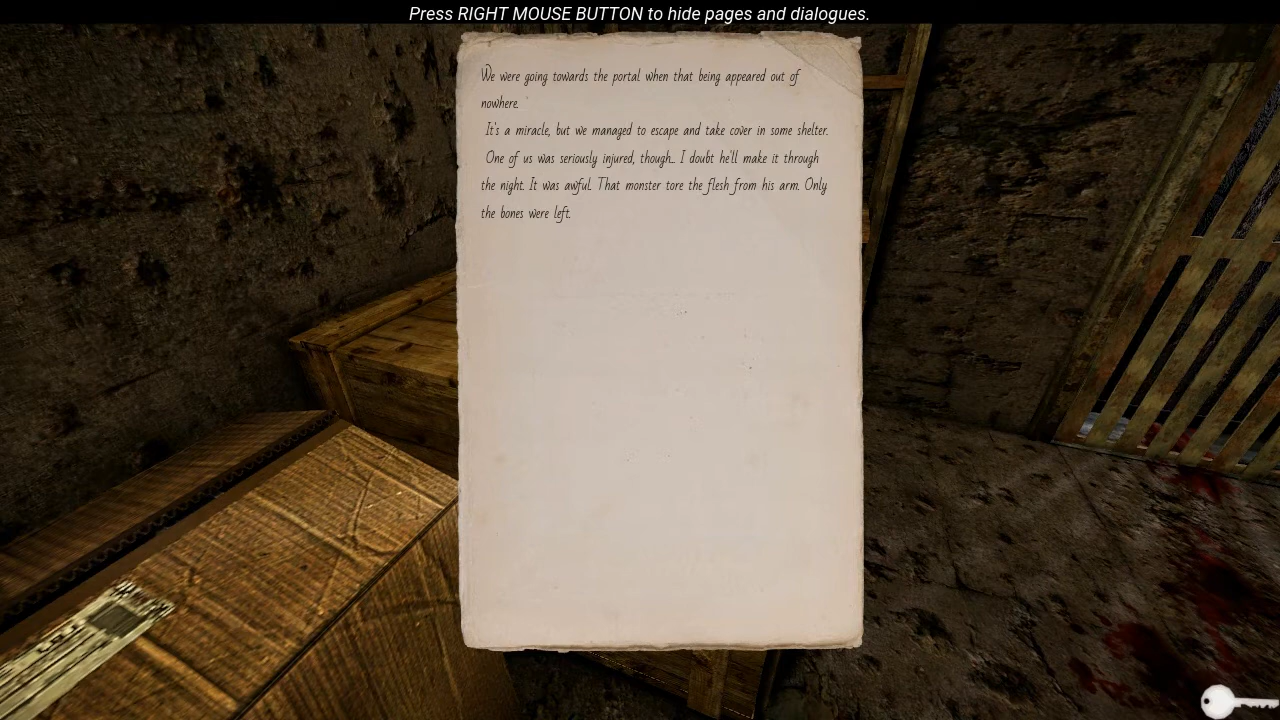 Press RIGHT MOUSE BUTTON to hide pages and dialogues.
We were going towards the portal when that being appeared out of
nowhere.
It's a miracle, but we managed to escape and take cover in some shelter.
One of us was seriously injured, though... I doubt he'll make it through
the night. It was awful. That monster tore the flesh from his arm. Only
the bones were left.